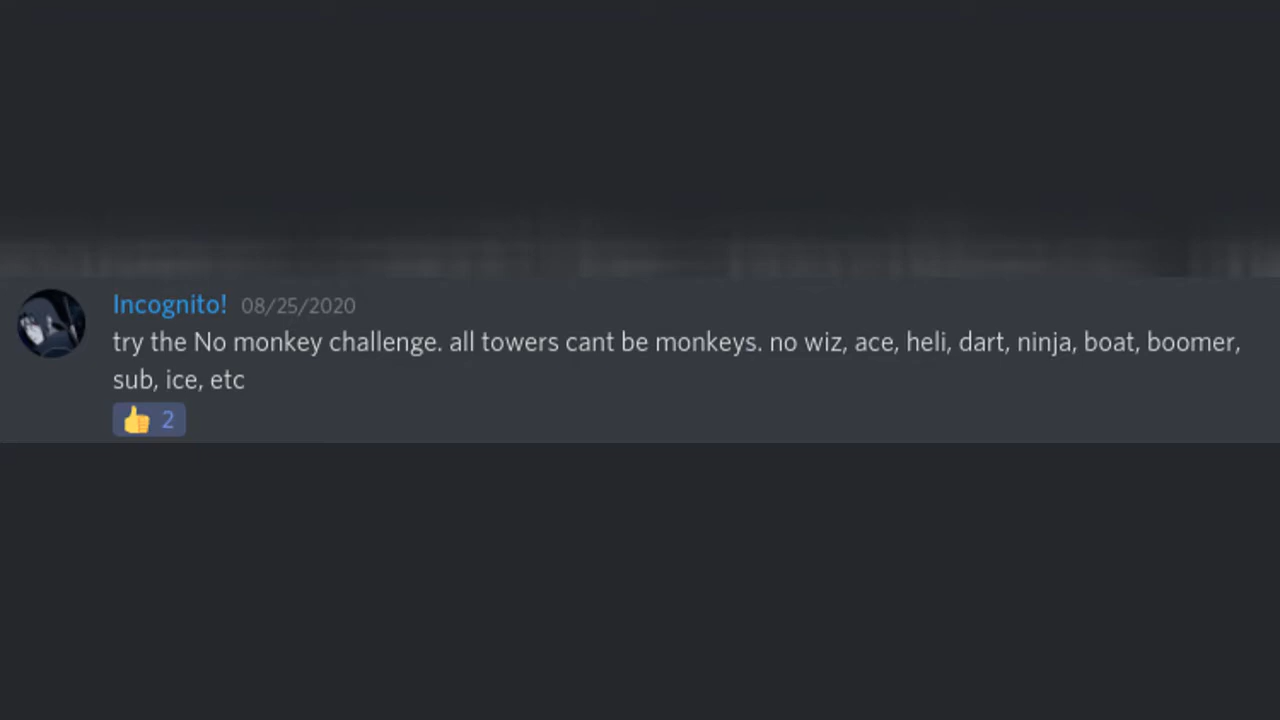 Incognito! 08/25/2020
try the No monkey challenge. all towers cant be monkeys. no wiz, ace, heli, dart, ninja, boat, boomer,
sub, ice, etc
👍 2